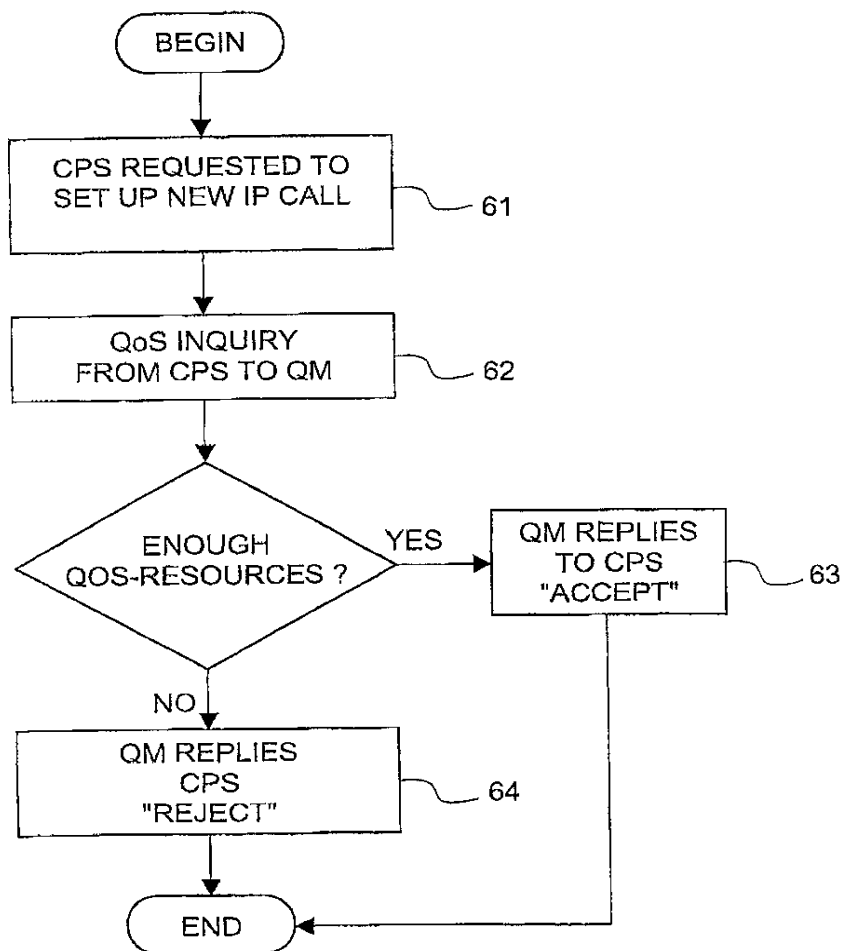 BEGIN
CPS REQUESTED TO
SET UP NEW IP CALL
61
QoS INQUIRY
FROM CPS TO QM
62
ENOUGH
QOS-RESOURCES ?
YES
QM REPLIES
TO CPS
"ACCEPT"
63
NO
QM REPLIES
CPS
"REJECT"
64
END